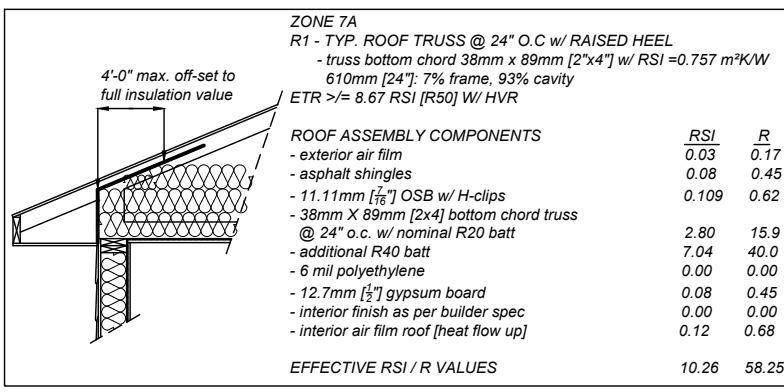 ZONE 7A
R1 - TYP. ROOF TRUSS @ 24" O.C w/ RAISED HEEL
- truss bottom chord 38mm x 89mm [2"x4"] w/ RSI =0.757 m²K/W
610mm [24"]: 7% frame, 93% cavity
ETR >/= 8.67 RSI [R50] W/ HVR
4'-0" max. off-set to
full insulation value
ROOF ASSEMBLY COMPONENTS RSI R
- exterior air film 0.03 0.17
- asphalt shingles 0.08 0.45
- 11.11mm [7/16"] OSB w/ H-clips 0.109 0.62
- 38mm X 89mm [2x4] bottom chord truss
@ 24" o.c. w/ nominal R20 batt 2.80 15.9
- additional R40 batt 7.04 40.0
- 6 mil polyethylene 0.00 0.00
- 12.7mm [1/2"] gypsum board 0.08 0.45
- interior finish as per builder spec 0.00 0.00
- interior air film roof [heat flow up] 0.12 0.68
EFFECTIVE RSI / R VALUES 10.26 58.25